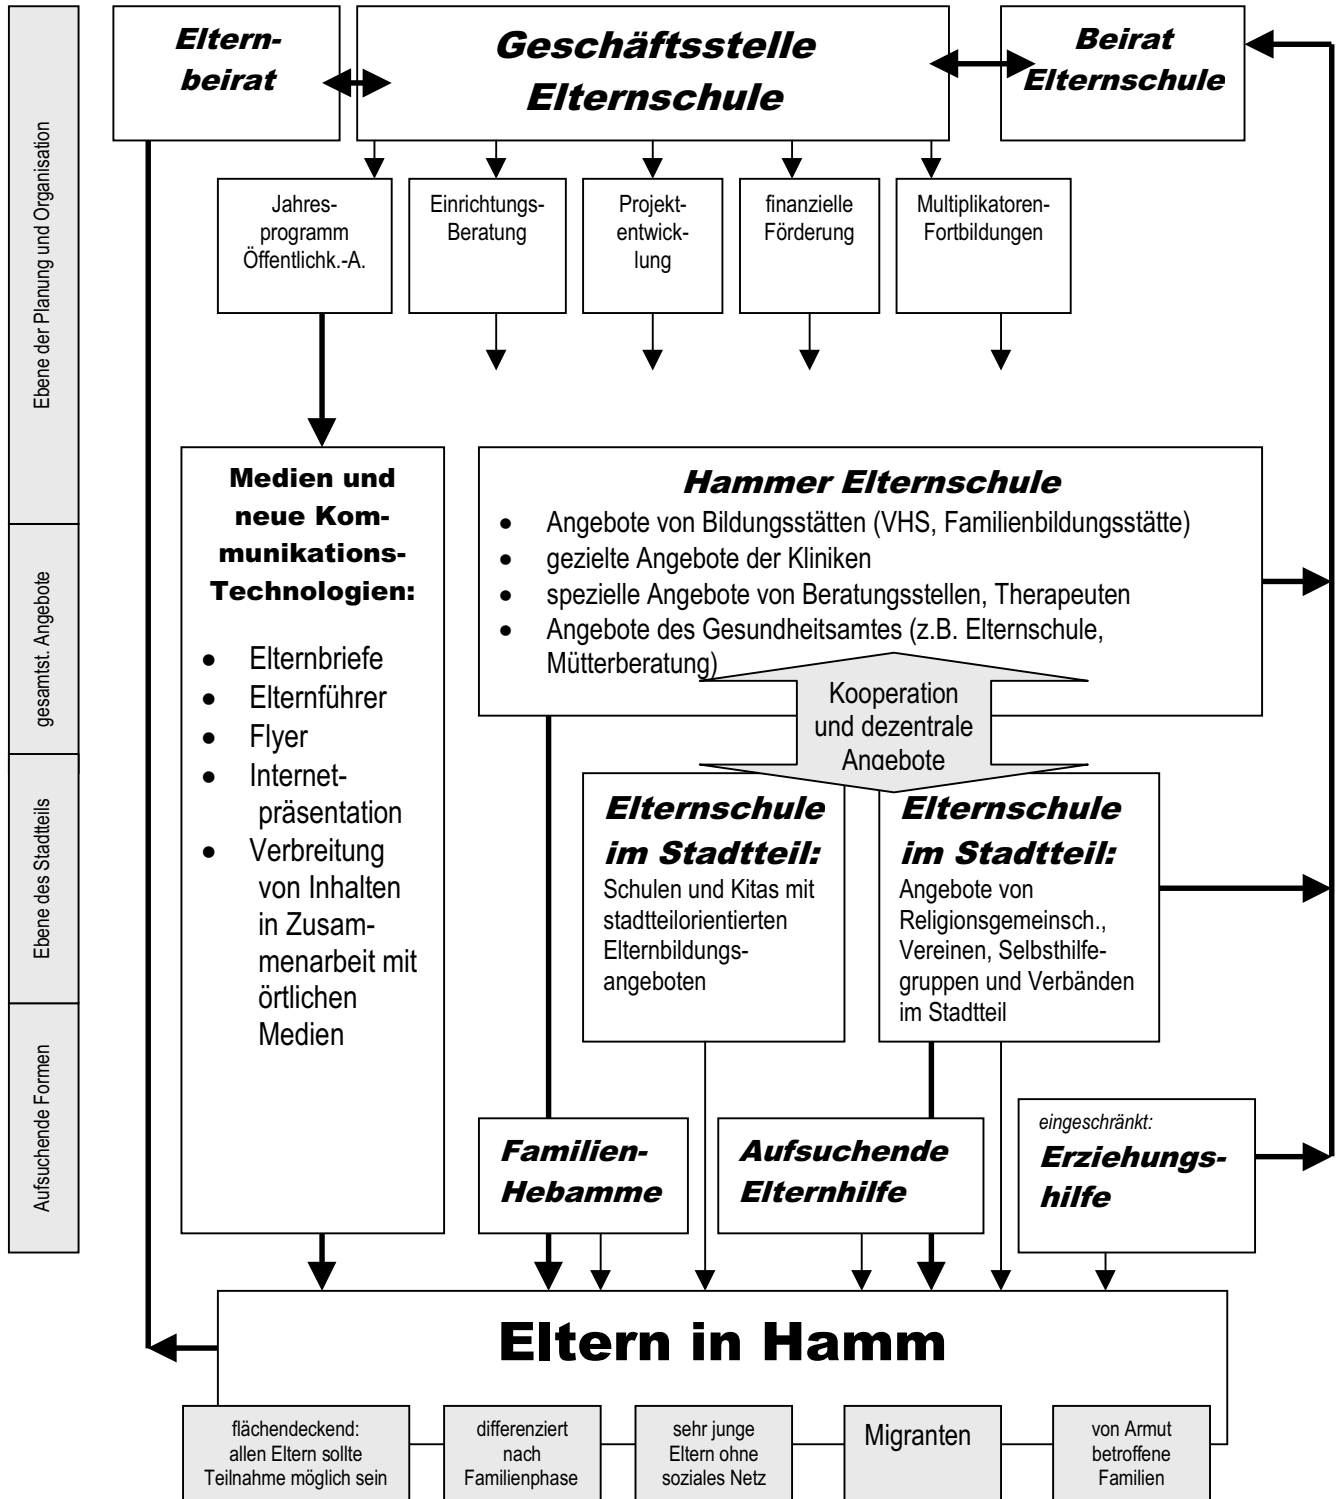 Eltern-
beirat
Geschäftsstelle
Elternschule
Beirat
Elternschule
Ebene der Planung und Organisation
Jahres-
programm
Öffentlichk.-A.
Einrichtungs-
Beratung
Projekt-
entwick-
lung
finanzielle
Förderung
Multiplikatoren-
Fortbildungen
Medien und
neue Kom-
munikations-
Technologien:
• Elternbriefe
• Elternführer
• Flyer
• Internet-
präsentation
• Verbreitung
von Inhalten
in Zusam-
menarbeit mit
örtlichen
Medien
Hammer Elternschule
• Angebote von Bildungsstätten (VHS, Familienbildungsstätte)
• gezielte Angebote der Kliniken
• spezielle Angebote von Beratungsstellen, Therapeuten
• Angebote des Gesundheitsamtes (z.B. Elternschule,
Mütterberatung)
gesamtst. Angebote
Kooperation
und dezentrale
Angebote
Ebene des Stadtteils
Elternschule
im Stadtteil:
Schulen und Kitas mit
stadtteilorientierten
Elternbildungs-
angeboten
Elternschule
im Stadtteil:
Angebote von
Religionsgemeinsch.,
Vereinen, Selbsthilfe-
gruppen und Verbänden
im Stadtteil
Aufsuchende Formen
Familien-
Hebamme
Aufsuchende
Elternhilfe
eingeschränkt:
Erziehungs-
hilfe
Eltern in Hamm
flächendeckend:
allen Eltern sollte
Teilnahme möglich sein
differenziert
nach
Familienphase
sehr junge
Eltern ohne
soziales Netz
Migranten
von Armut
betroffene
Familien